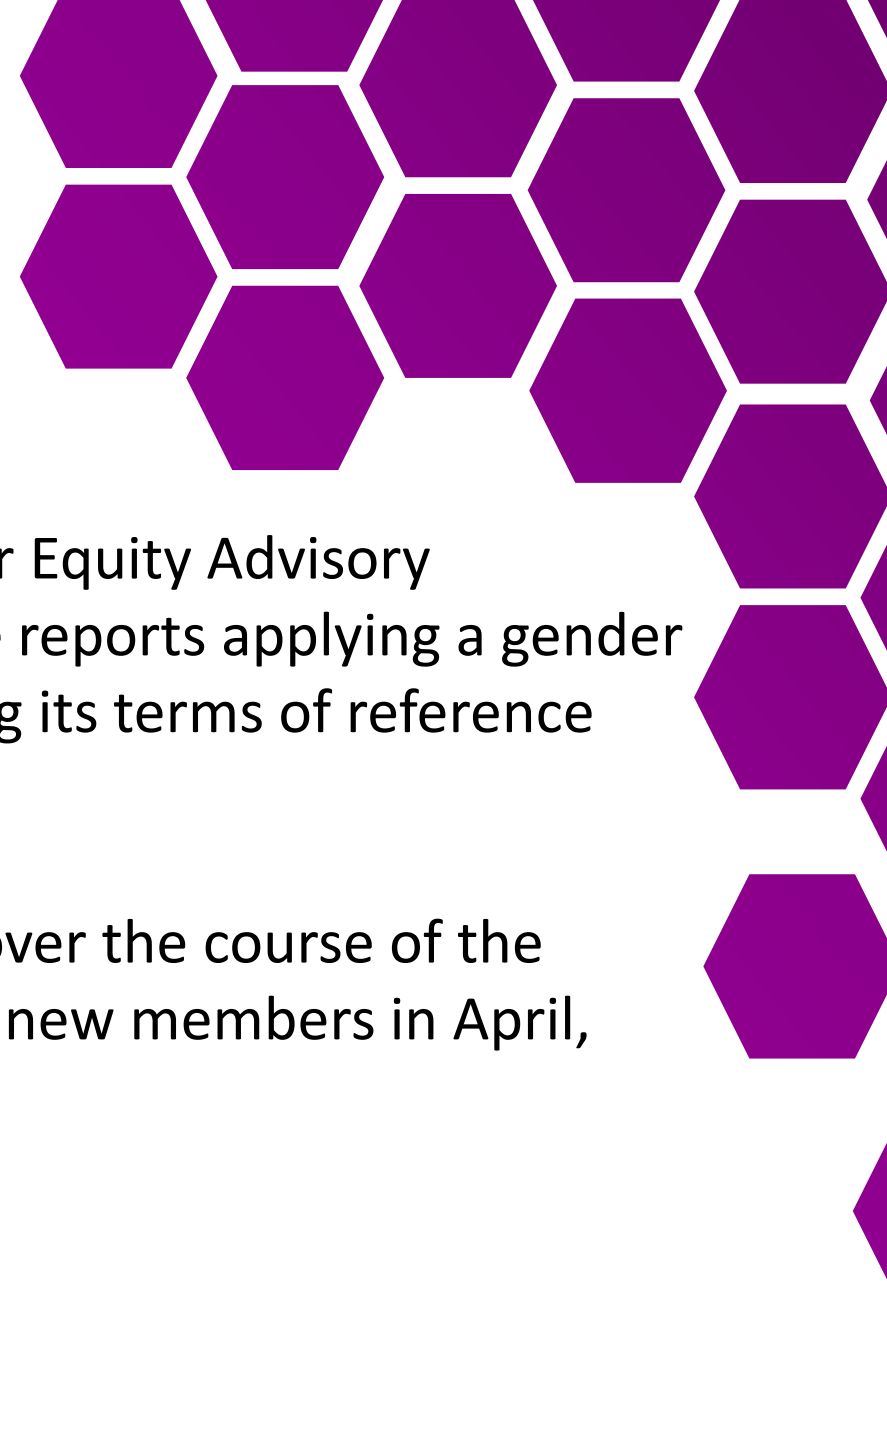 r Equity Advisory
reports applying a gender
g its terms of reference
over the course of the
new members in April,